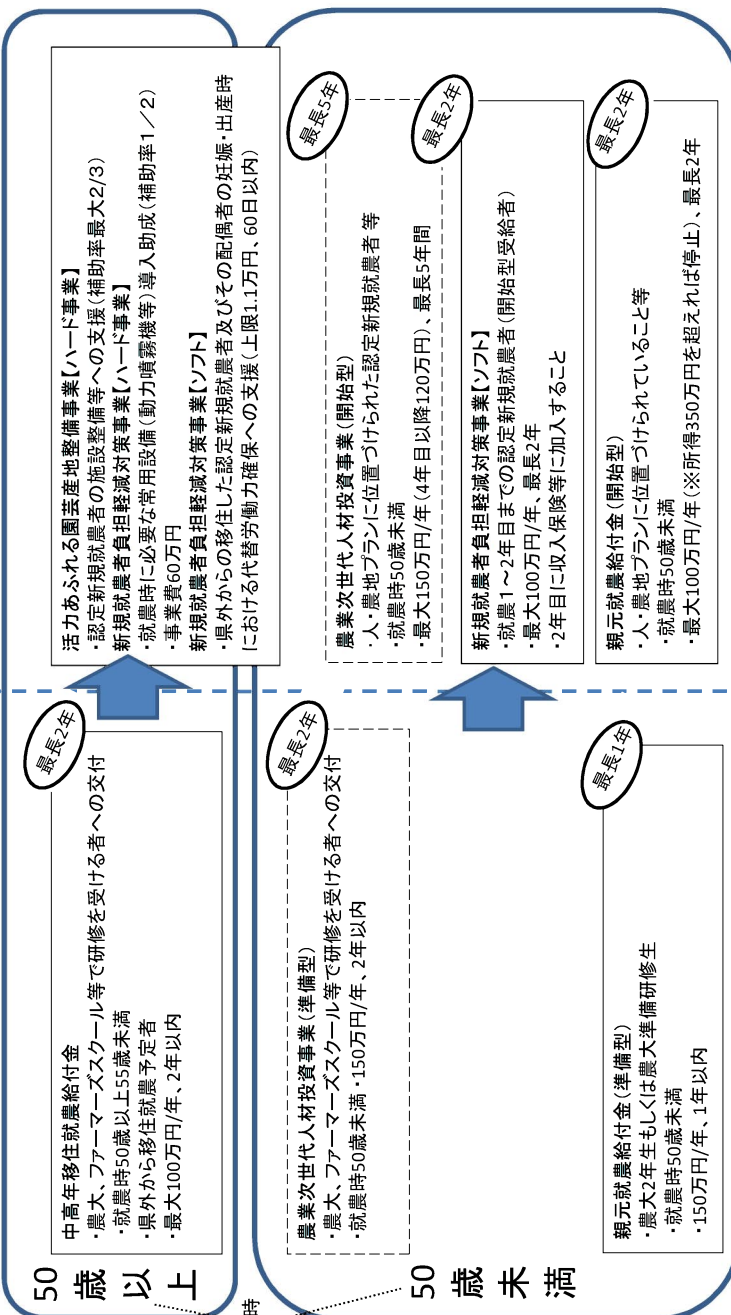 50
歳
以
上
中高年移住就農給付金
・農大、ファーマーズスクール等で研修を受ける者への交付
・就農時50歳以上55歳未満
・県外から移住就農予定者
・最大100万円/年、2年以内
最長2年
活力あふれる園芸産地整備事業【ハード事業】
・認定新規就農者の施設整備等への支援(補助率最大2/3)
新規就農者負担軽減対策事業【ハード事業】
・就農時に必要な常用設備(動力噴霧機等)導入助成(補助率1/2)
・事業費60万円
新規就農者負担軽減対策事業【ソフト】
・県外からの移住した認定新規就農者及びその配偶者の妊娠・出産時
における代替労働力確保への支援(上限1.1万円、60日以内)
時
50
歳
未
満
農業次世代人材投資事業(準備型)
・農大、ファーマーズスクール等で研修を受ける者への交付
・就農時50歳未満 ・150万円/年、2年以内
最長2年
親元就農給付金(準備型)
・農大2年生もしくは農大準備研修生
・就農時50歳未満
・150万円/年、1年以内
最長1年
農業次世代人材投資事業(開始型)
・人・農地プランに位置づけられた認定新規就農者 等
・就農時50歳未満
・最大150万円/年(4年目以降120万円)、最長5年間
最長5年
新規就農者負担軽減対策事業【ソフト】
・就農1～2年目までの認定新規就農者(開始型受給者)
・最大100万円/年、最長2年
・2年目に収入保険等に加入すること
最長2年
親元就農給付金(開始型)
・人・農地プランに位置づけられていること等
・就農時50歳未満
・最大100万円/年(※所得350万円を超えれば停止)、最長2年
最長2年